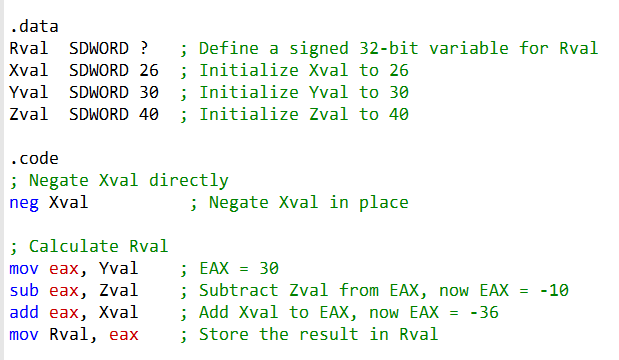 .data
Rval  SDWORD ?   ; Define a signed 32-bit variable for Rval
Xval  SDWORD 26  ; Initialize Xval to 26
Yval  SDWORD 30  ; Initialize Yval to 30
Zval  SDWORD 40  ; Initialize Zval to 40

.code
; Negate Xval directly
neg Xval          ; Negate Xval in place

; Calculate Rval
mov eax, Yval    ; EAX = 30
sub eax, Zval    ; Subtract Zval from EAX, now EAX = -10
add eax, Xval    ; Add Xval to EAX, now EAX = -36
mov Rval, eax    ; Store the result in Rval